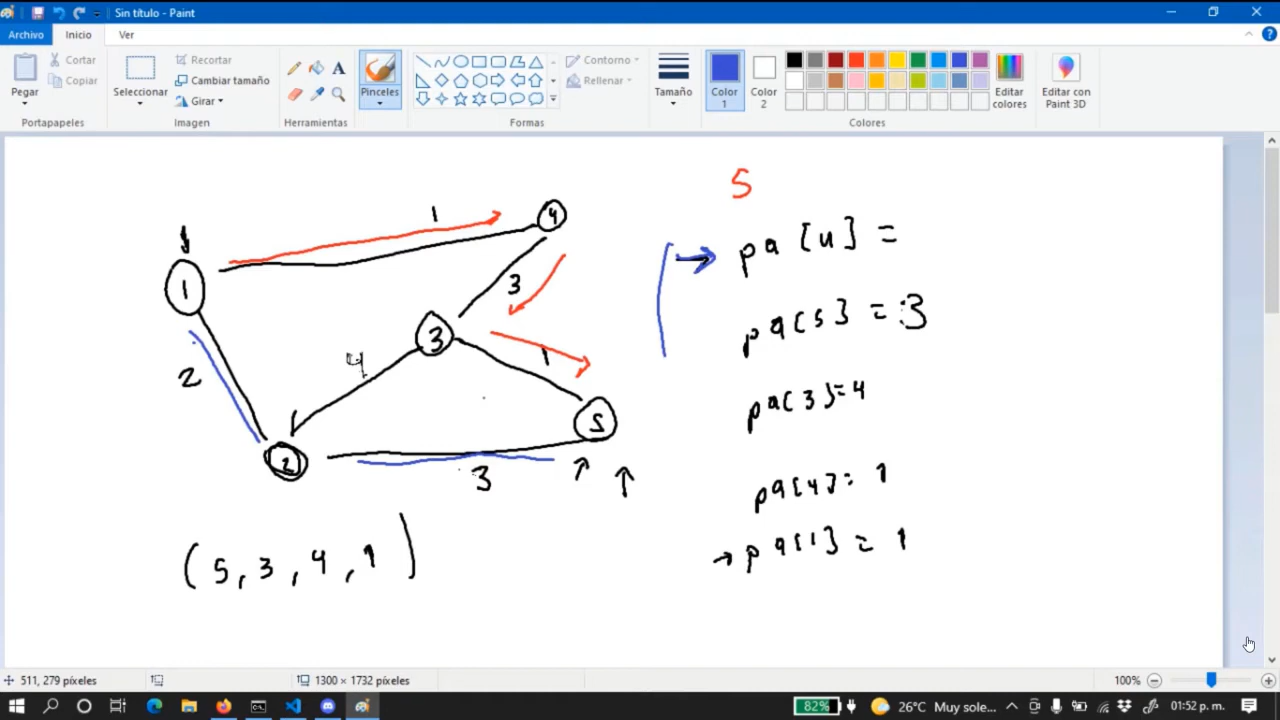 Sin título - Paint
Archivo Inicio Ver
Pegar
Cortar
Copiar
Portapapeles
Seleccionar
Recortar
Cambiar tamaño
Girar
Imagen
Herramientas
Pinceles
Contorno
Rellenar
Formas
Tamaño
Color 1
Color 2
Editar colores
Colores
Editar con Paint 3D
5
1
4
pa [u] =
1
3
pa[5] = 3
3
1
4
2
pa[3]=4
5
2
3
pa[4]= 1
(5, 3, 4, 1)
pa[1] = 1
511, 279 píxeles
1300 × 1732 píxeles
100%
82%
26°C Muy sole...
01:52 p. m.